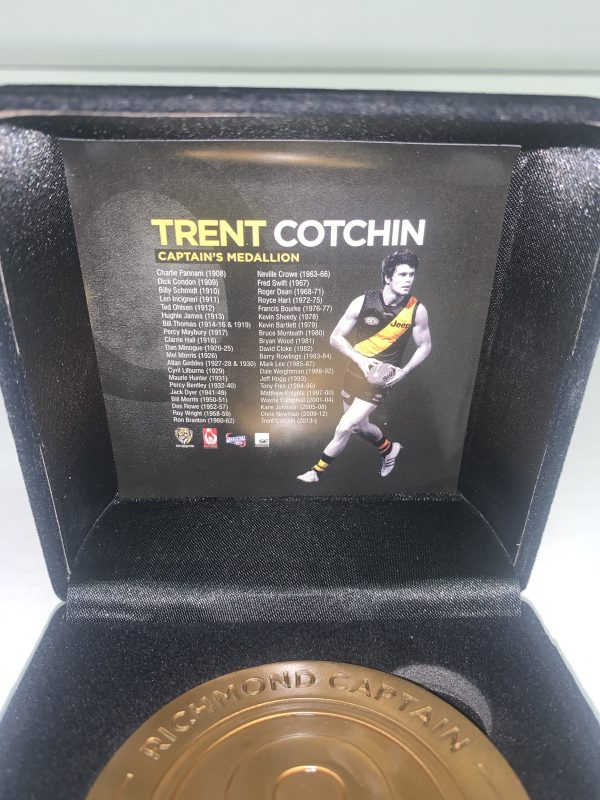 TRENT COTCHIN
CAPTAIN'S MEDALLION
Charlie Pannam (1908)
Dick Condon (1909)
Billy Schmidt (1910)
Len Incigneri (1911)
Ted Ohlsen (1912)
Hughie James (1913)
Bill Thomas (1914-16 & 1919)
Percy Maybury (1917)
Clarrie Hall (1918)
Dan Minogue (1920-25)
Mel Morris (1926)
Allan Geddes (1927-28 & 1930)
Cyril Lilburne (1929)
Maurie Hunter (1931)
Percy Bentley (1932-40)
Jack Dyer (1941-49)
Bill Morris (1950-51)
Des Rowe (1952-57)
Roy Wright (1958-59)
Ron Branton (1960-62)
Neville Crowe (1963-66)
Fred Swift (1967)
Roger Dean (1968-71)
Royce Hart (1972-75)
Francis Bourke (1976-77)
Kevin Sheedy (1978)
Kevin Bartlett (1979)
Bruce Monteath (1980)
Bryan Wood (1981)
David Cloke (1982)
Barry Rowlings (1983-84)
Mark Lee (1985-87)
Dale Weightman (1988-92)
Jeff Hogg (1993)
Tony Free (1994-96)
Matthew Knights (1997-00)
Wayne Campbell (2001-04)
Kane Johnson (2005-08)
Chris Newman (2009-12)
Trent Cotchin (2013-)
Jeep
RICHMOND CAPTAIN